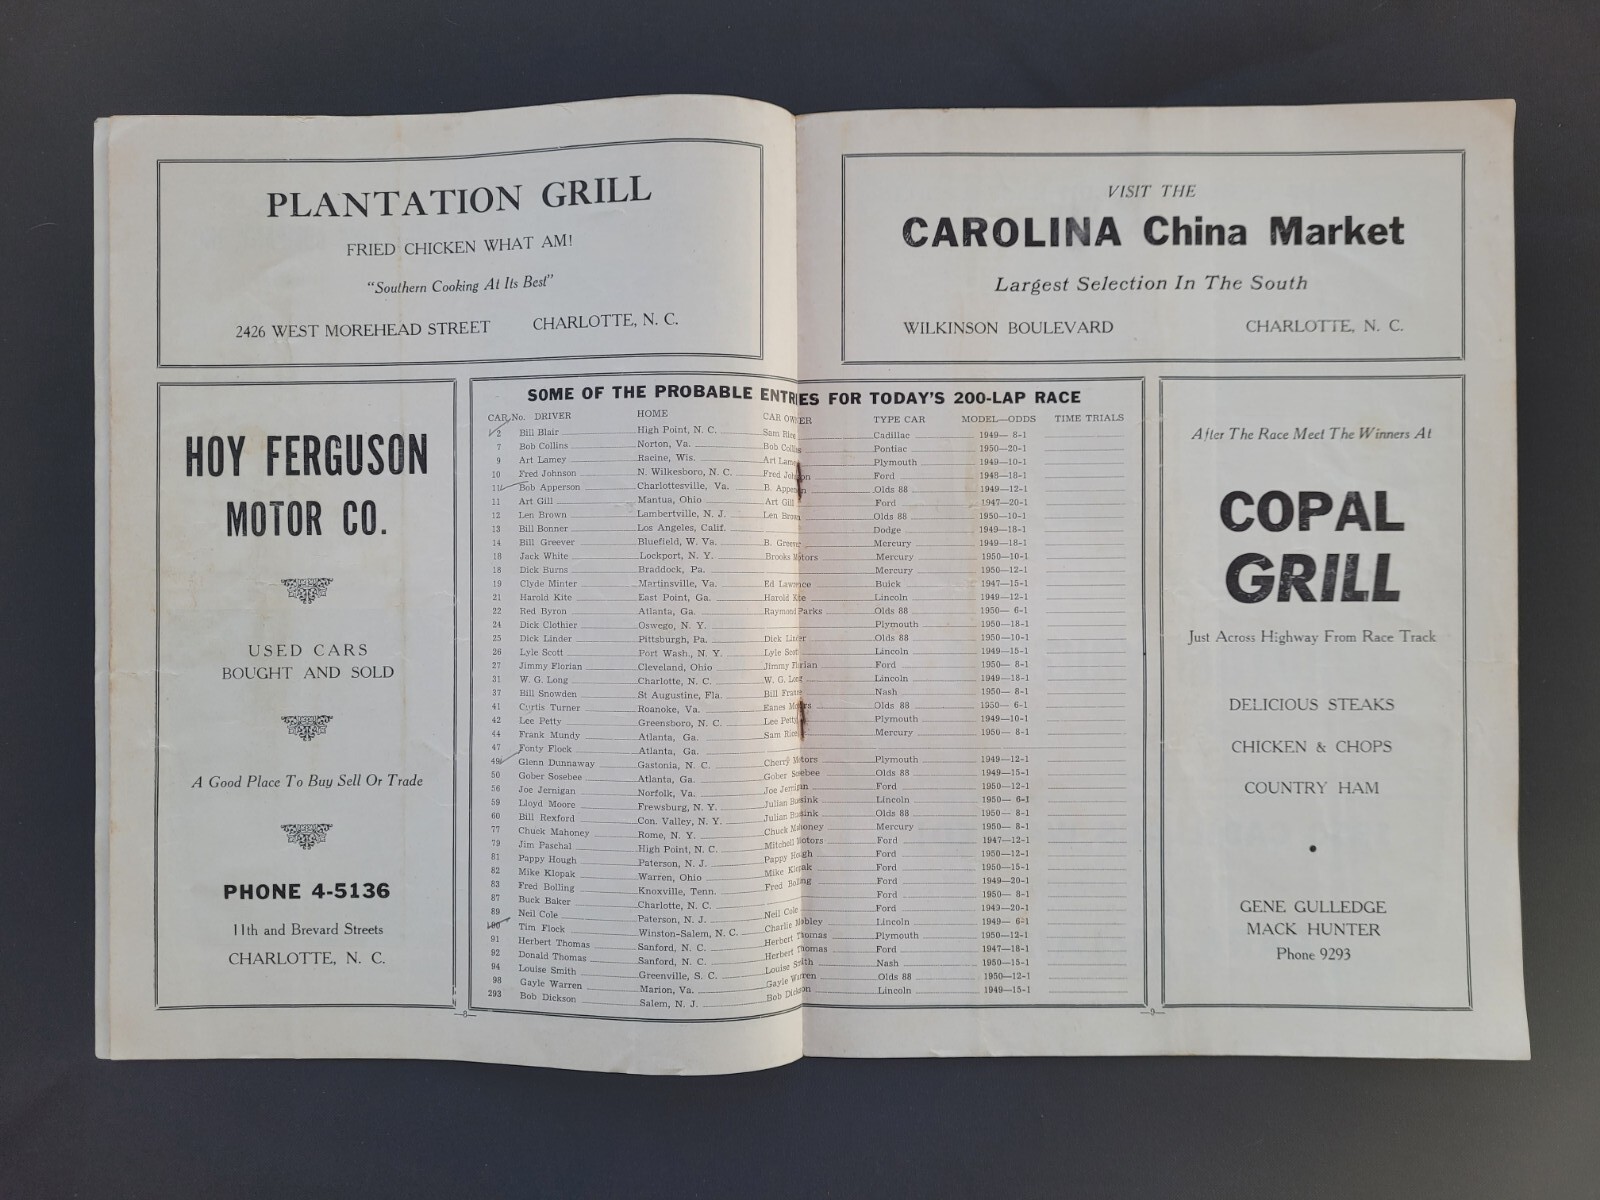 PLANTATION GRILL
FRIED CHICKEN WHAT AM!
"Southern Cooking At Its Best"
2426 WEST MOREHEAD STREET CHARLOTTE, N. C.
HOY FERGUSON
MOTOR CO.
USED CARS
BOUGHT AND SOLD
A Good Place To Buy Sell Or Trade
PHONE 4-5136
11th and Brevard Streets
CHARLOTTE, N. C.
SOME OF THE PROBABLE ENTRIES FOR TODAY'S 200-LAP RACE
CAR No. DRIVER HOME CAR OWNER TYPE CAR MODEL—ODDS TIME TRIALS
2 Bill Blair High Point, N. C. Sam Rice Cadillac 1949— 8-1
7 Bob Collins Norton, Va. Bob Collins Pontiac 1950—20-1
9 Art Lamey Racine, Wis. Art Lamey Plymouth 1949—10-1
10 Fred Johnson N. Wilkesboro, N. C. Fred Johnson Ford 1948—18-1
11 Bob Apperson Charlottesville, Va. B. Apperson Olds 88 1949—12-1
11 Art Gill Mantua, Ohio Art Gill Ford 1947—20-1
12 Len Brown Lambertville, N. J. Len Brown Olds 88 1950—10-1
13 Bill Bonner Los Angeles, Calif. Dodge 1949—18-1
14 Bill Greever Bluefield, W. Va. B. Greever Mercury 1949—18-1
18 Jack White Lockport, N. Y. Brooks Motors Mercury 1950—10-1
18 Dick Burns Braddock, Pa. Mercury 1950—12-1
19 Clyde Minter Martinsville, Va. Ed Lawrence Buick 1947—15-1
21 Harold Kite East Point, Ga. Harold Kite Lincoln 1949—12-1
22 Red Byron Atlanta, Ga. Raymond Parks Olds 88 1950— 6-1
24 Dick Clothier Oswego, N. Y. Plymouth 1950—18-1
25 Dick Linder Pittsburgh, Pa. Dick Linder Olds 88 1950—10-1
26 Lyle Scott Port Wash., N. Y. Lyle Scott Lincoln 1949—15-1
27 Jimmy Florian Cleveland, Ohio Jimmy Florian Ford 1950— 8-1
31 W. G. Long Charlotte, N. C. W. G. Long Lincoln 1949—18-1
37 Bill Snowden St Augustine, Fla. Bill Nash 1950— 8-1
41 Curtis Turner Roanoke, Va. Eanes Motors Olds 88 1950— 6-1
42 Lee Petty Greensboro, N. C. Lee Petty Plymouth 1949—10-1
44 Frank Mundy Atlanta, Ga. Sam Rice Mercury 1950— 8-1
47 Fonty Flock Atlanta, Ga.
49 Glenn Dunnaway Gastonia, N. C. Cherry Motors Plymouth 1949—12-1
50 Gober Sosebee Atlanta, Ga. Gober Sosebee Olds 88 1949—15-1
56 Joe Jernigan Norfolk, Va. Joe Jernigan Ford 1950—12-1
59 Lloyd Moore Frewsburg, N. Y. Julian Lincoln 1950— 6-1
60 Bill Rexford Con. Valley, N. Y. Julian Olds 88 1950— 8-1
77 Chuck Mahoney Rome, N. Y. Chuck Mahoney Mercury 1950— 8-1
79 Jim Paschal High Point, N. C. Mitchell Motors Ford 1947—12-1
81 Pappy Hough Paterson, N. J. Pappy Hough Ford 1950—12-1
82 Mike Klopak Warren, Ohio Mike Klopak Ford 1950—15-1
83 Fred Bolling Knoxville, Tenn. Fred Bolling Ford 1949—20-1
87 Buck Baker Charlotte, N. C. Ford 1950— 8-1
89 Neil Cole Paterson, N. J. Neil Cole Ford 1949—20-1
90 Tim Flock Winston-Salem, N. C. Charlie Mobley Lincoln 1949— 6-1
91 Herbert Thomas Sanford, N. C. Herbert Thomas Plymouth 1950—12-1
92 Donald Thomas Sanford, N. C. Herbert Thomas Ford 1947—18-1
94 Louise Smith Greenville, S. C. Louise Smith Nash 1950—15-1
98 Gayle Warren Marion, Va. Gayle Warren Olds 88 1950—12-1
293 Bob Dickson Salem, N. J. Bob Dickson Lincoln 1949—15-1
—8—
VISIT THE
CAROLINA China Market
Largest Selection In The South
WILKINSON BOULEVARD CHARLOTTE, N. C.
After The Race Meet The Winners At
COPAL
GRILL
Just Across Highway From Race Track
DELICIOUS STEAKS
CHICKEN & CHOPS
COUNTRY HAM
GENE GULLEDGE
MACK HUNTER
Phone 9293
—9—